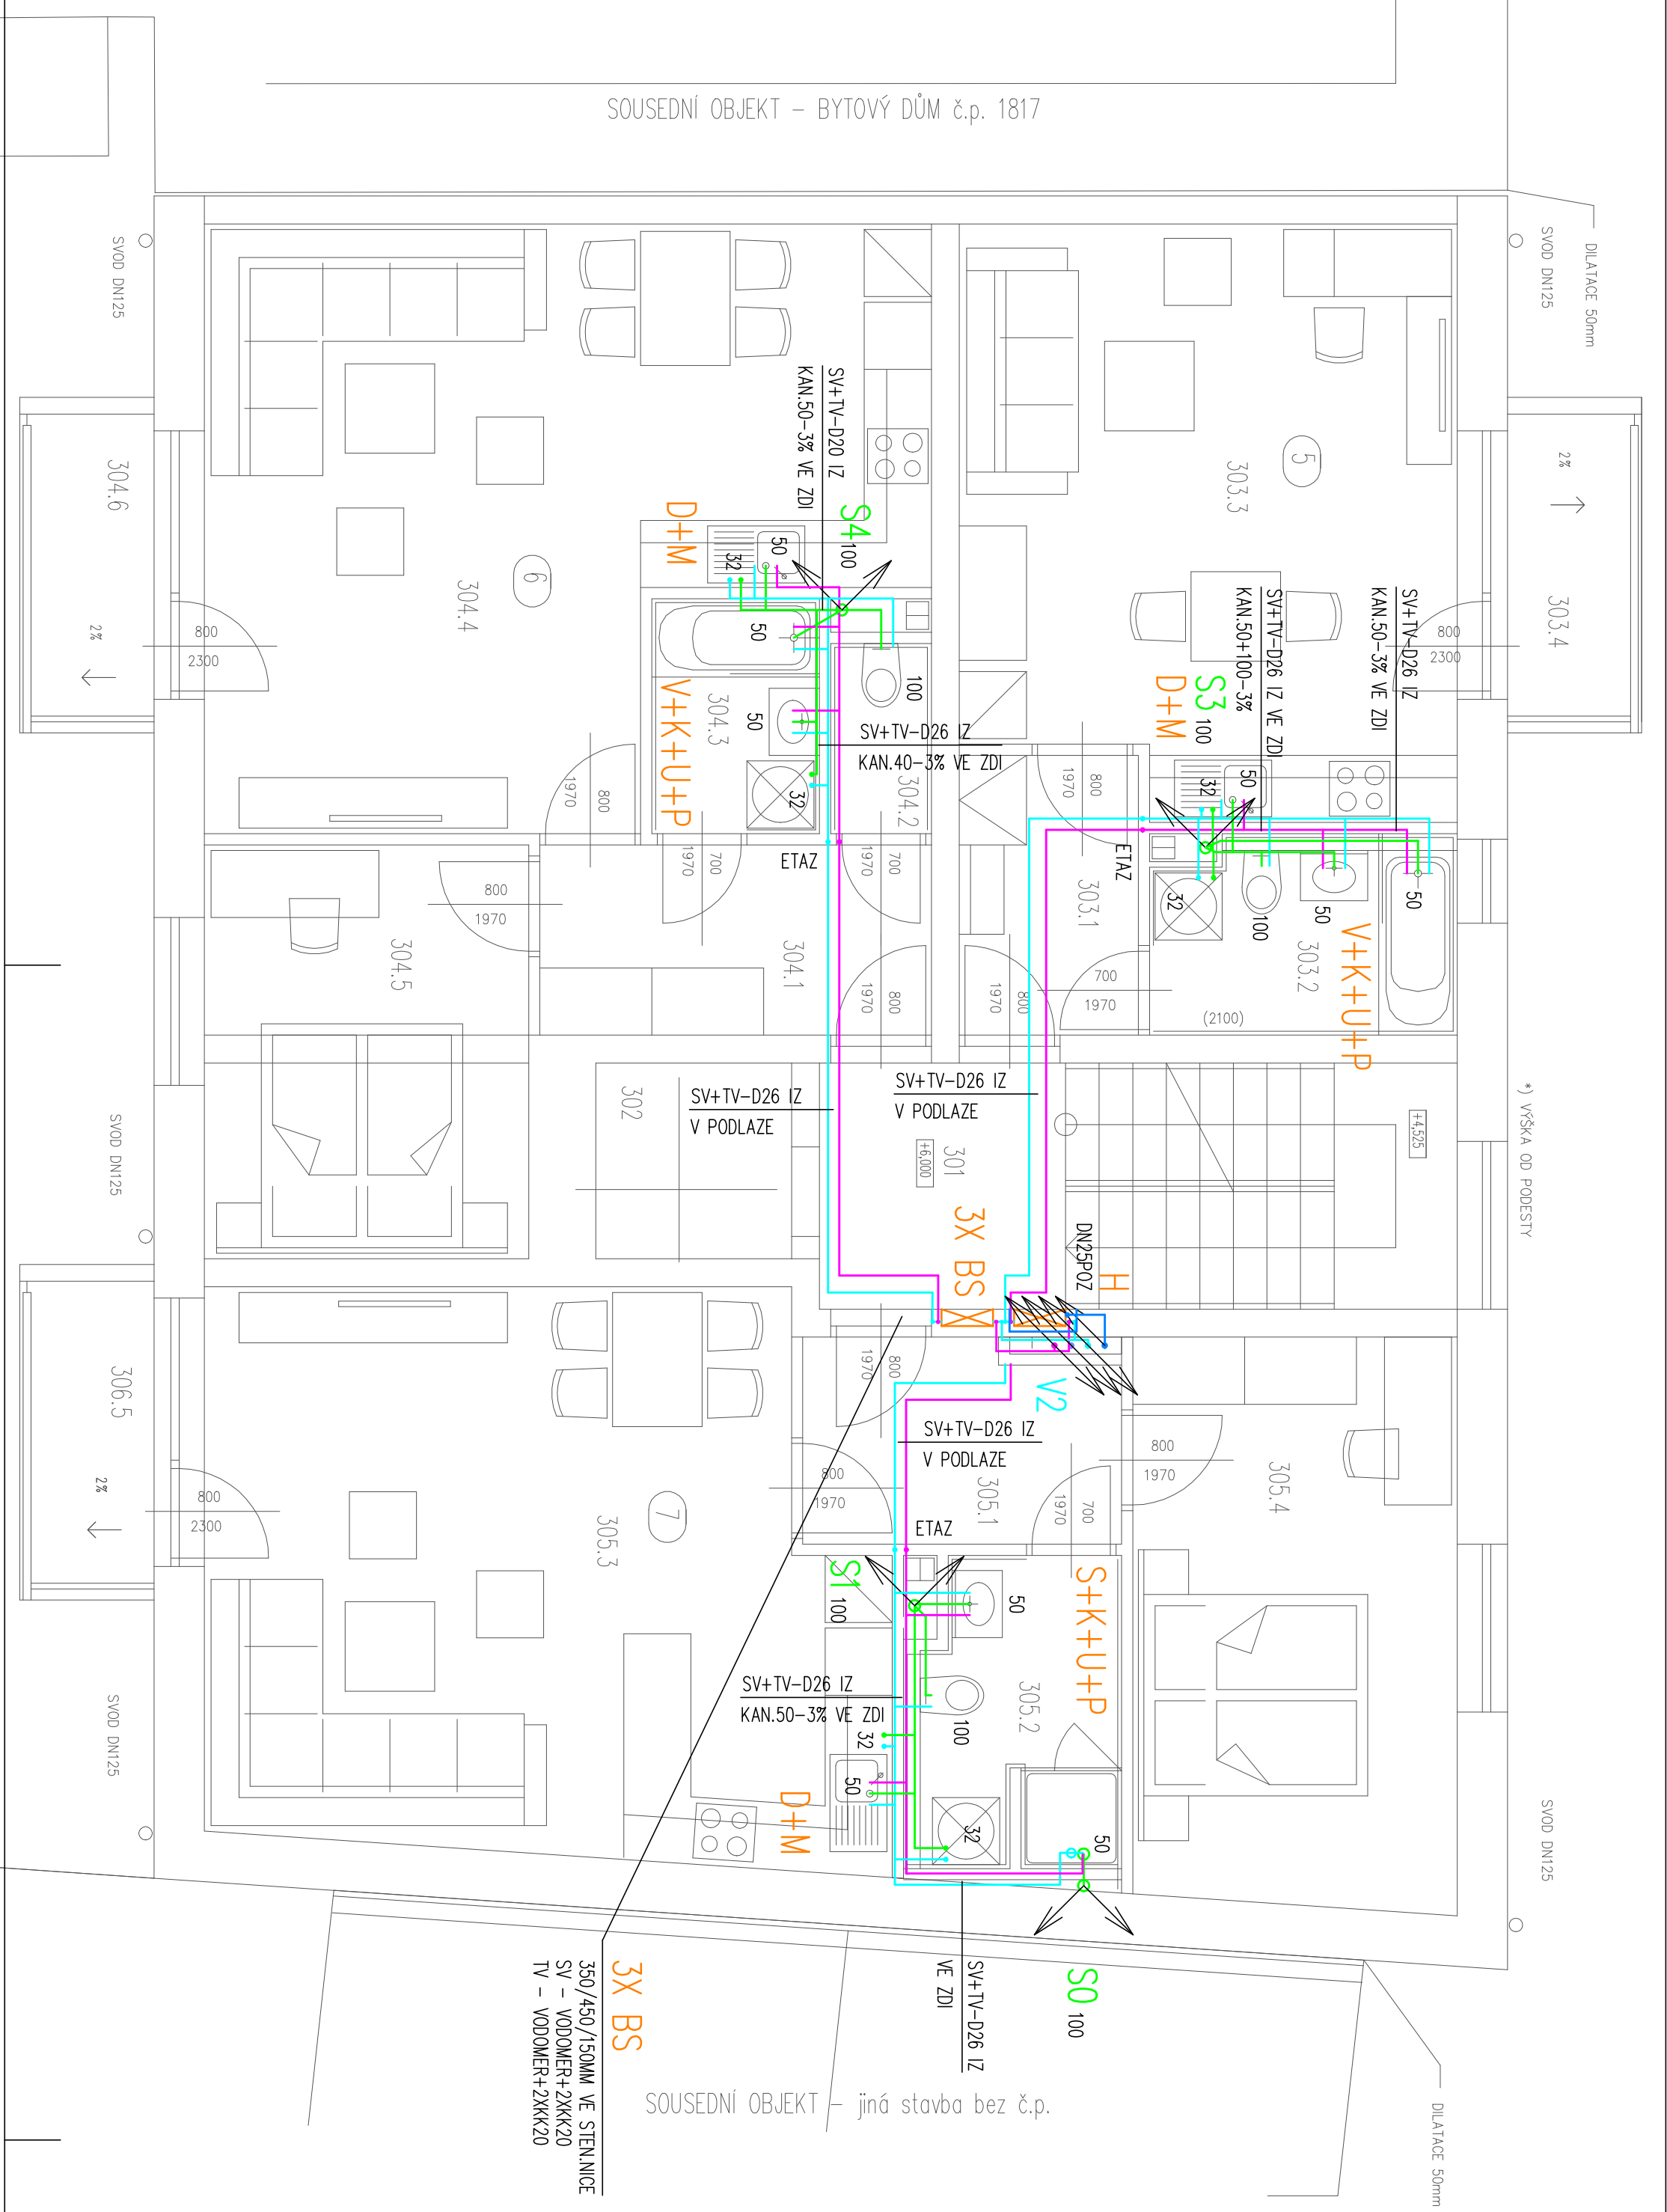 SOUSEDNÍ OBJEKT – BYTOVÝ DŮM č.p. 1817
DILATACE 50mm
SVOD DN125
SVOD DN125
2%
304.6
800
2300
2%
304.4
6
SV+TV-D20 IZ
KAN.50-3% VE ZDI
D+M
S4 100
50
32
50
V+K+U+P
304.3
50
100
32
SV+TV-D26 IZ
KAN.40-3% VE ZDI
304.2
800
1970
700
1970
ETAZ
700
1970
5
303.3
SV+TV-D26 IZ VE ZDI
KAN.50+100-3%
SV+TV-D26 IZ
KAN.50-3% VE ZDI
2%
303.4
800
2300
S3 100
D+M
50
32
800
1970
ETAZ
303.1
32
100
50
50
V+K+U+P
303.2
700
1970
(2100)
800
1970
304.5
304.1
800
1970
800
1970
302
SV+TV-D26 IZ
V PODLAZE
SV+TV-D26 IZ
V PODLAZE
301
+6,000
+4,525
*) VÝŠKA OD PODESTY
SVOD DN125
3X BS
DN25POZ
H
V2
800
1970
SV+TV-D26 IZ
V PODLAZE
800
1970
305.1
700
1970
ETAZ
800
1970
305.4
306.5
2%
800
2300
7
305.3
S1
100
50
S+K+U+P
305.2
100
SV+TV-D26 IZ
KAN.50-3% VE ZDI
32
50
D+M
32
50
SVOD DN125
SVOD DN125
S0 100
SV+TV-D26 IZ
VE ZDI
3X BS
350/450/150MM VE STEN.NICE
SV - VODOMER+2XKK20
TV - VODOMER+2XKK20
SOUSEDNÍ OBJEKT – jiná stavba bez č.p.
DILATACE 50mm